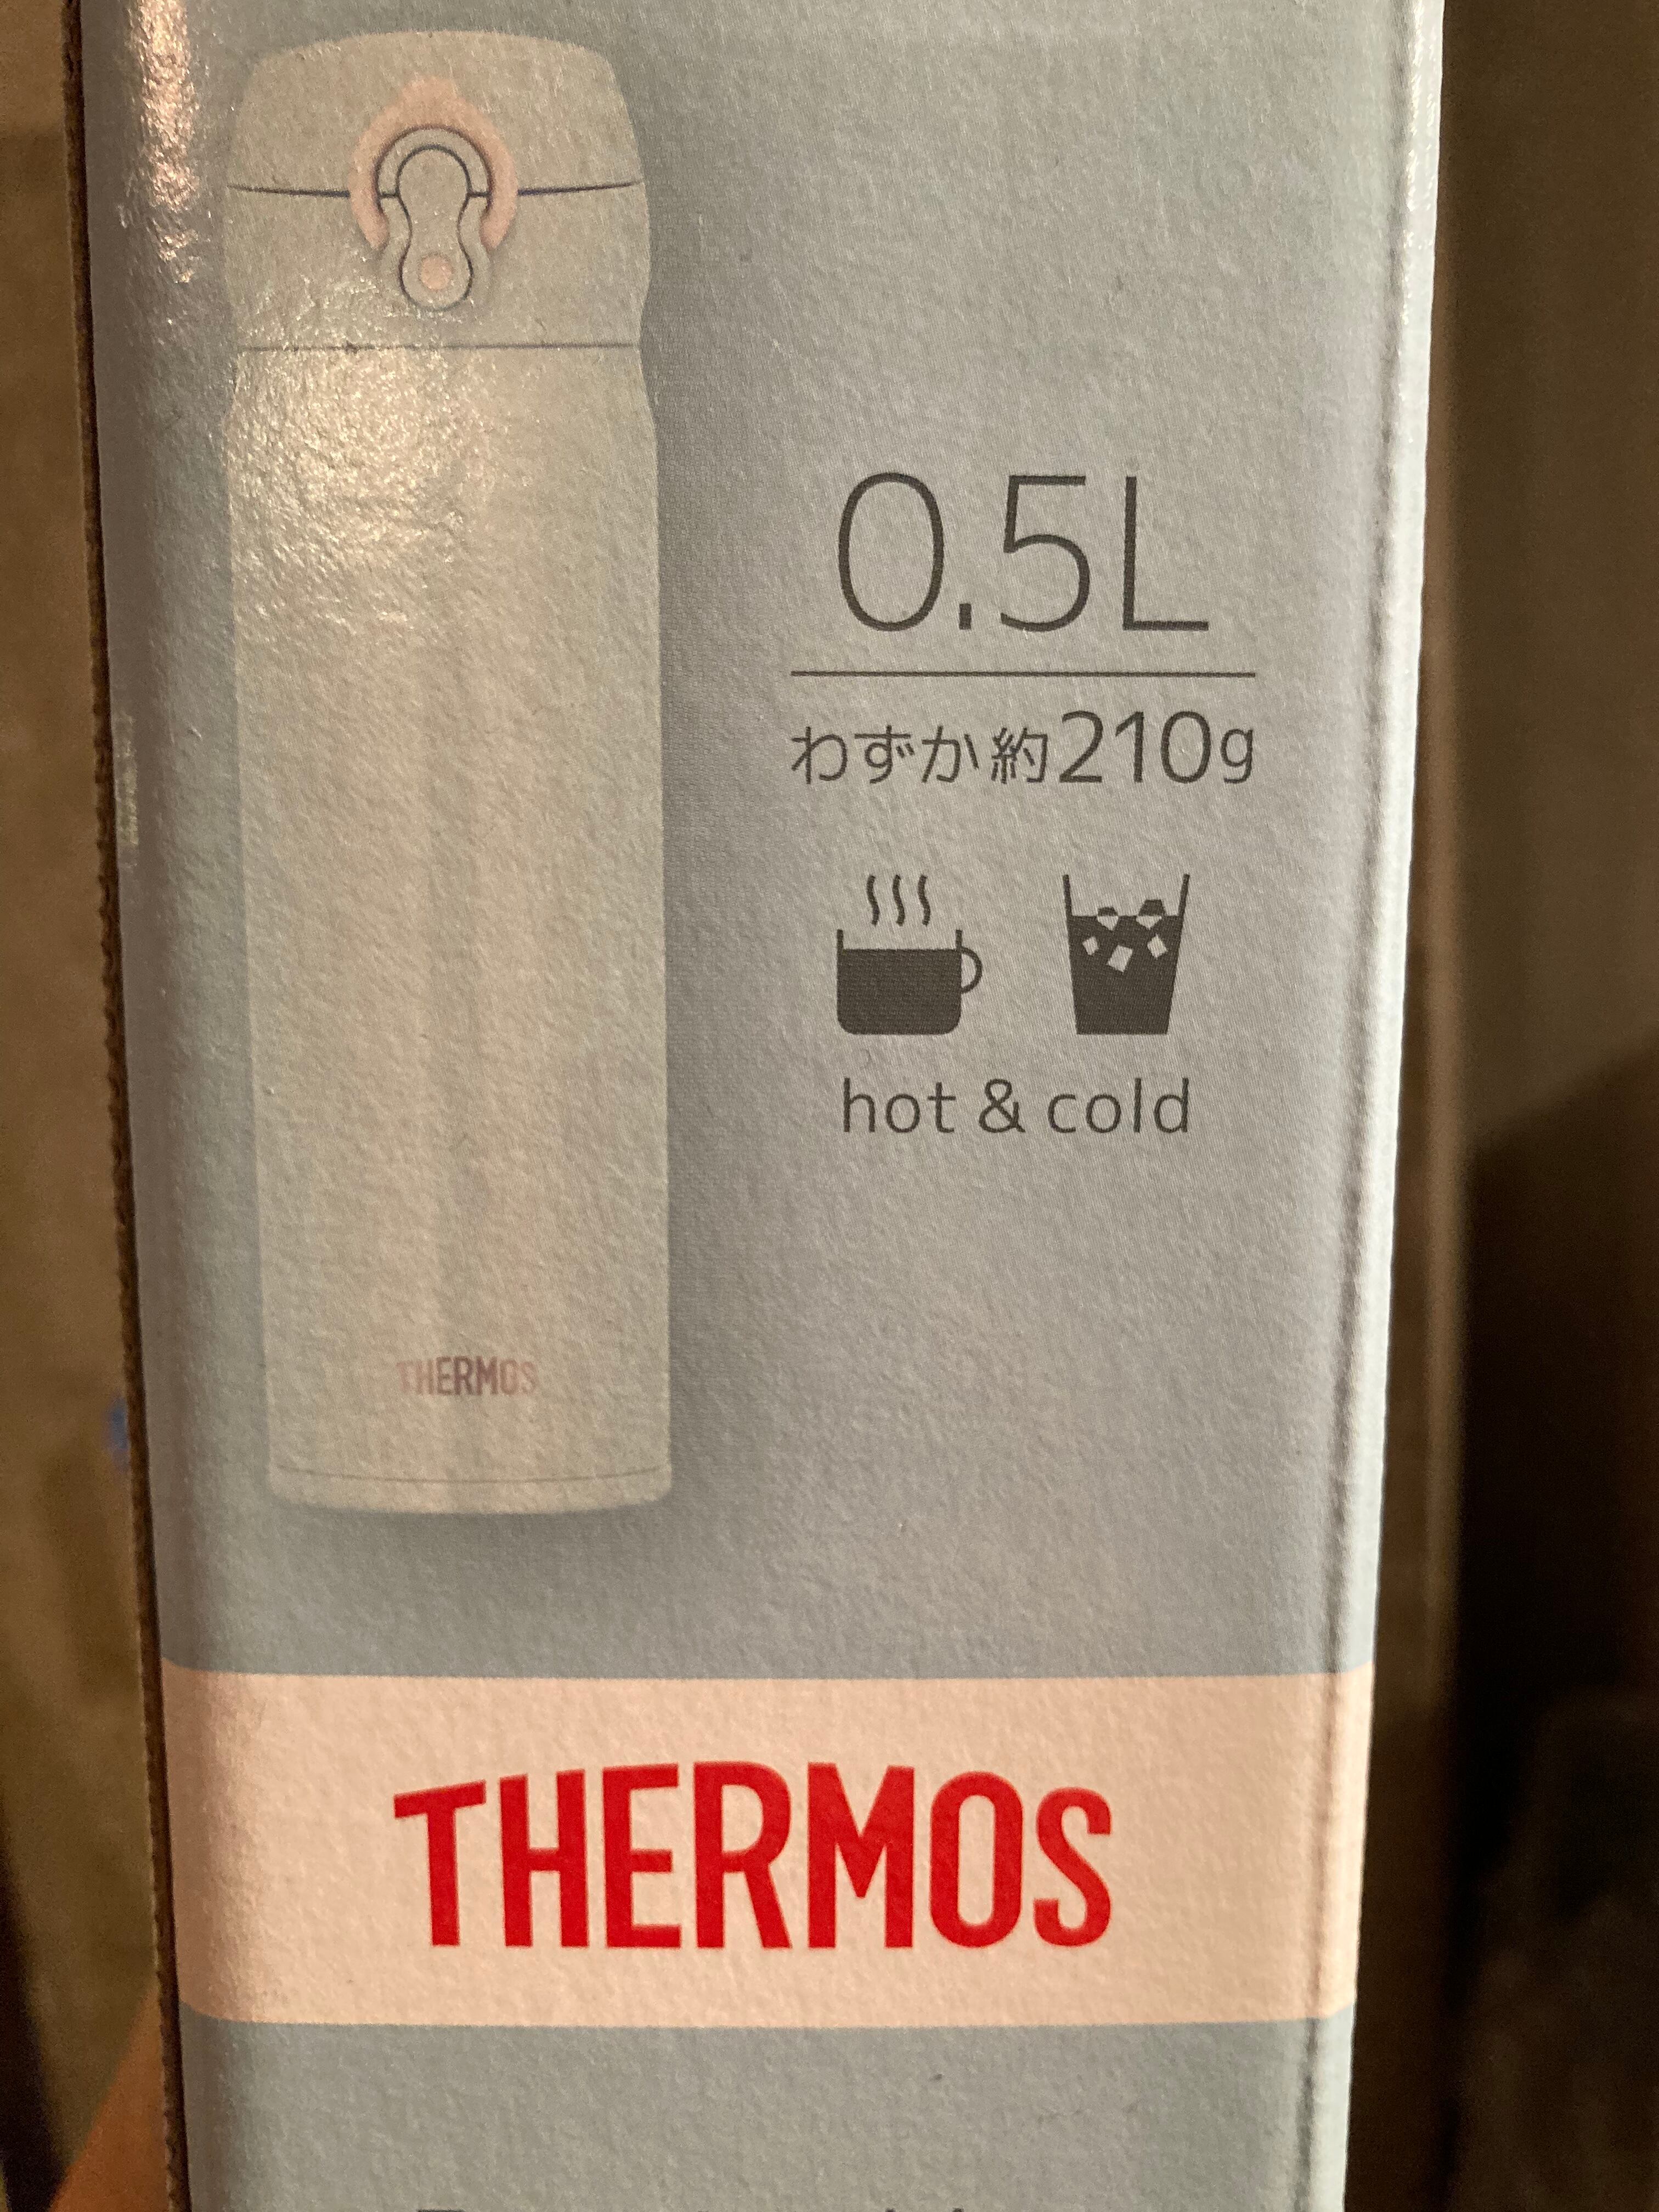 0.5L
わずか約210g
hot & cold
THERMOS
THERMOS